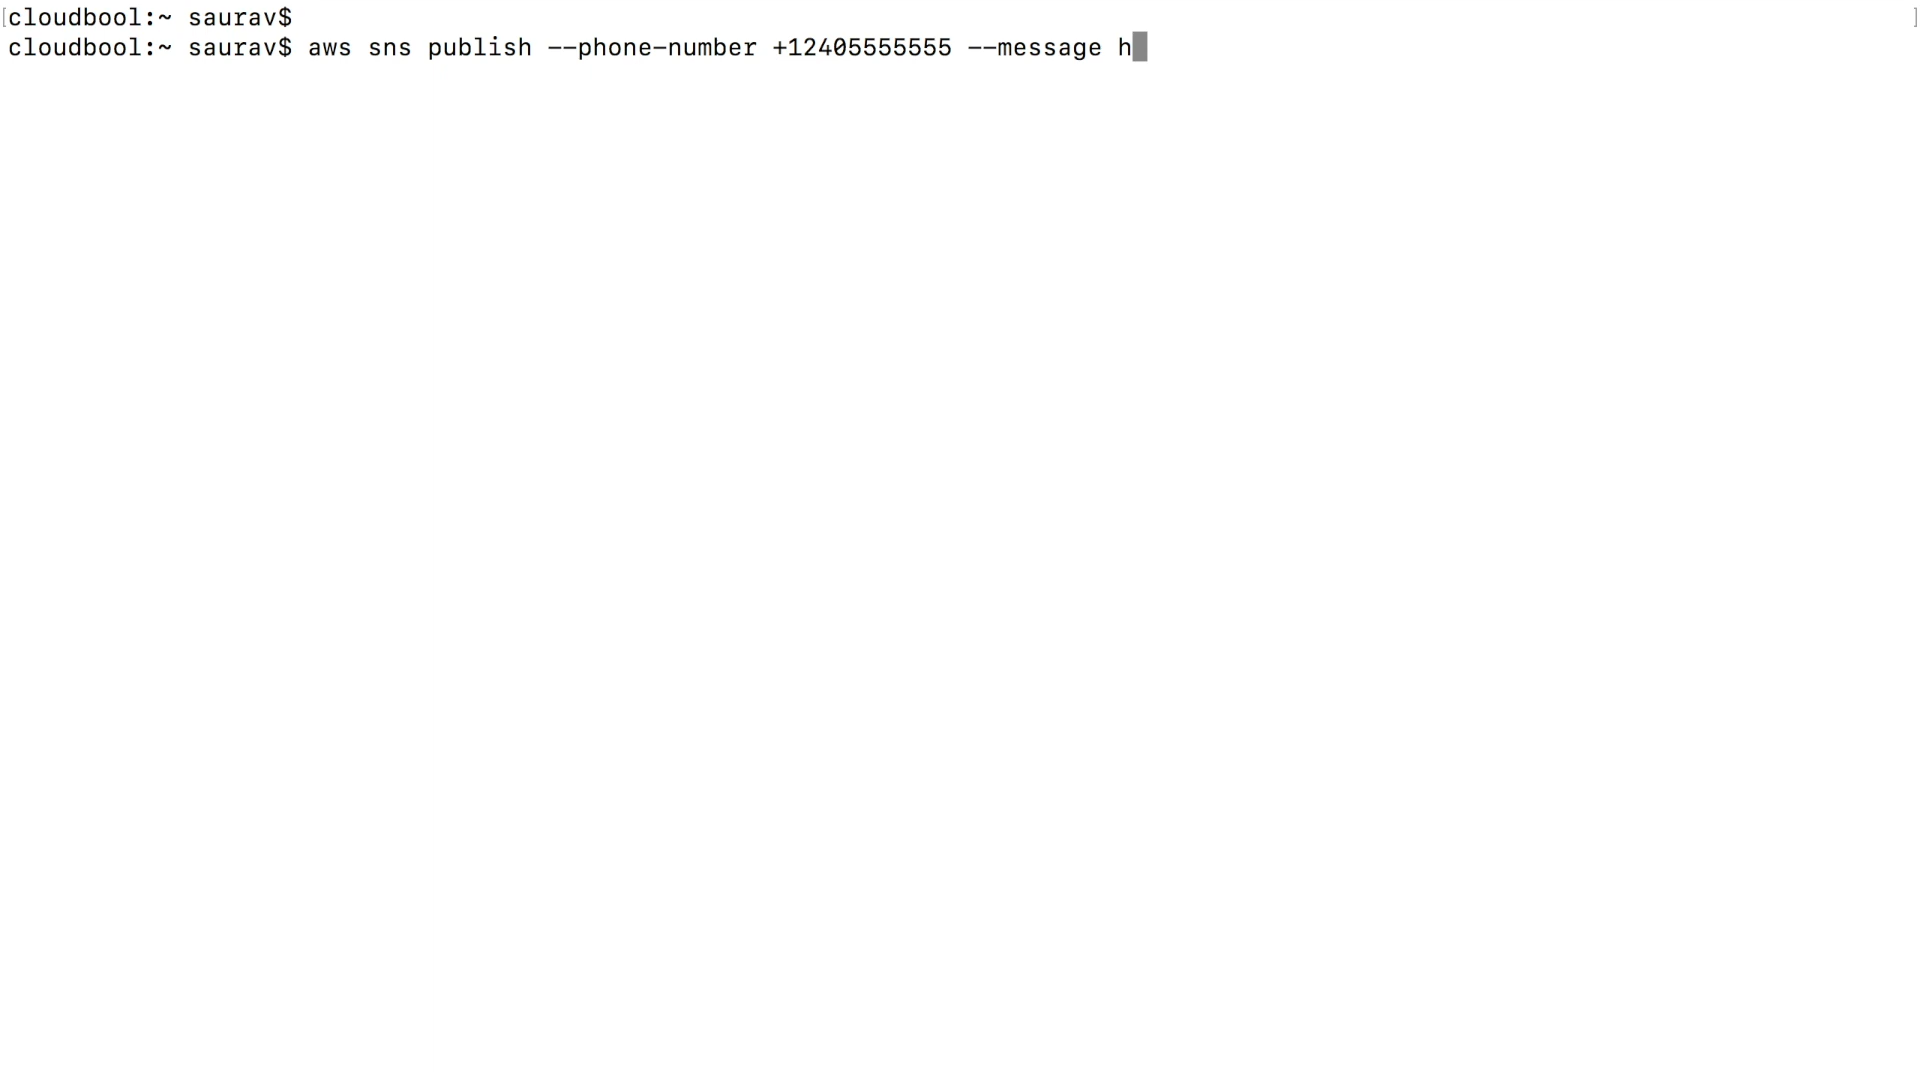 [cloudbool:~ saurav$ ]
cloudbool:~ saurav$ aws sns publish --phone-number +12405555555 --message h